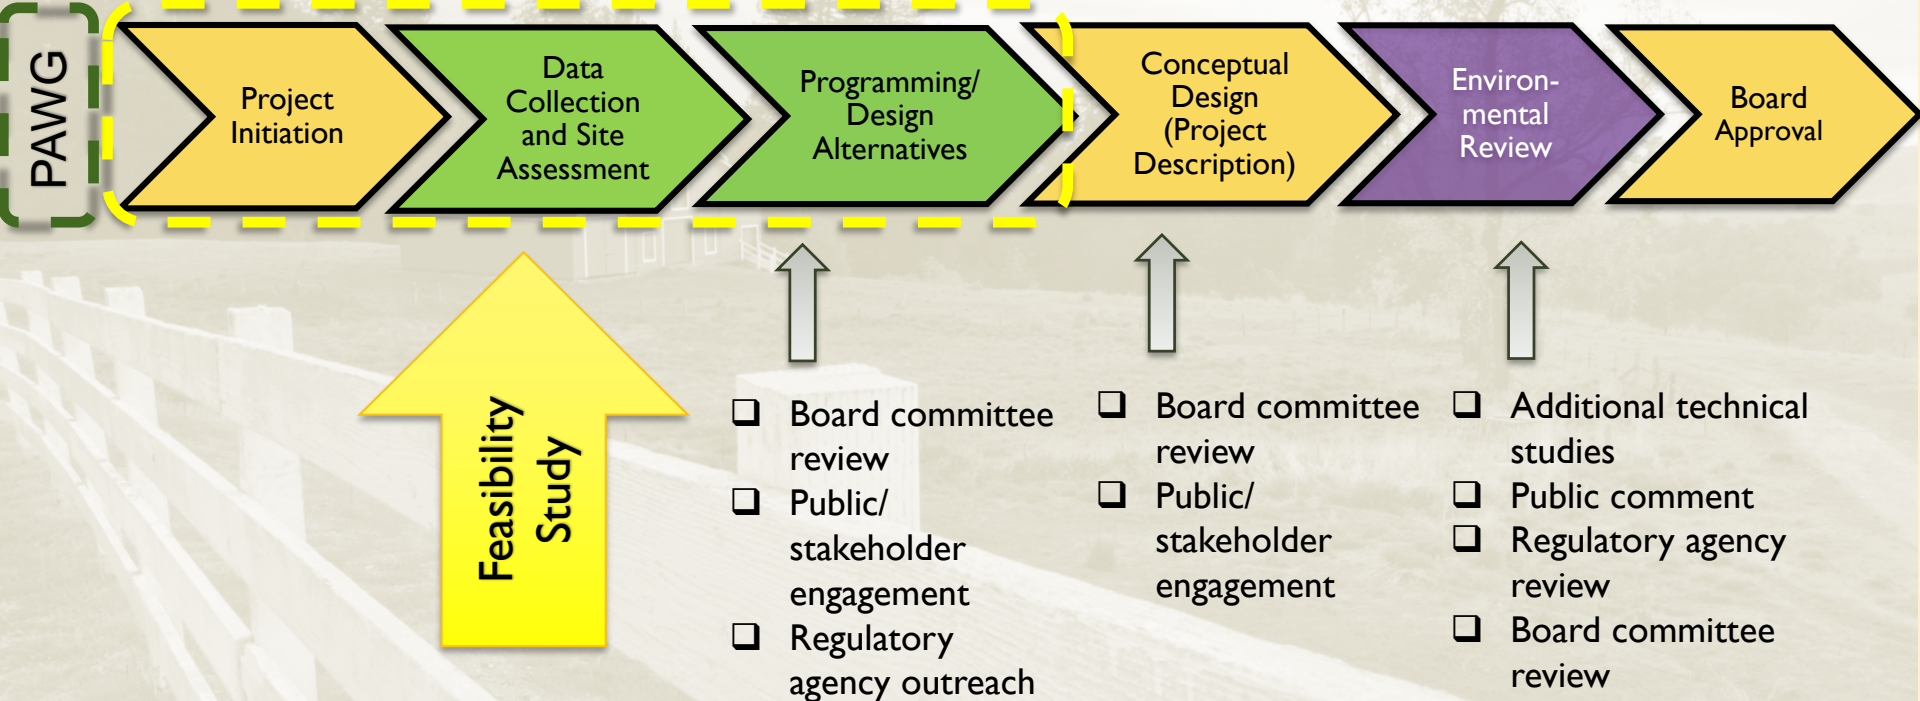 PAWG
Project
Initiation
Data
Collection
and Site
Assessment
Programming/
Design
Alternatives
Conceptual
Design
(Project
Description)
Environ-
mental
Review
Board
Approval
Feasibility
Study
❑ Board committee
review
❑ Public/
stakeholder
engagement
❑ Regulatory
agency outreach
❑ Board committee
review
❑ Public/
stakeholder
engagement
❑ Additional technical
studies
❑ Public comment
❑ Regulatory agency
review
❑ Board committee
review